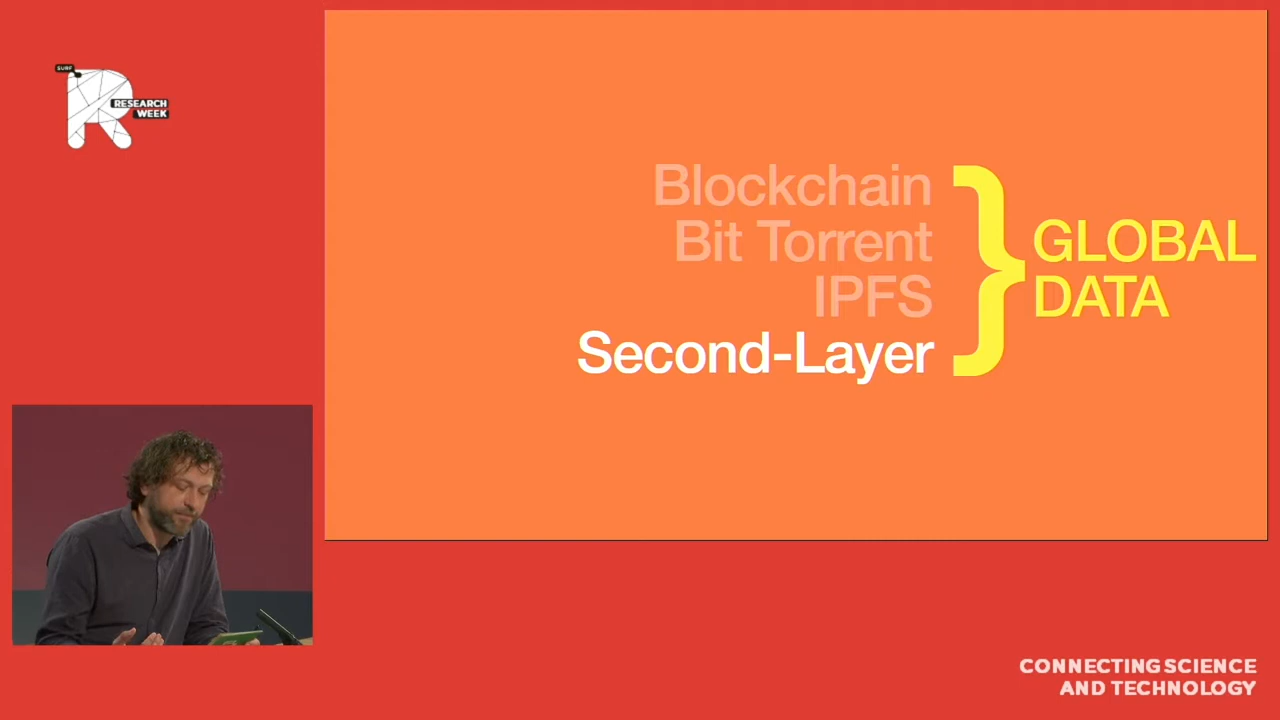 SURF
RESEARCH
WEEK
Blockchain
Bit Torrent
IPFS
Second-Layer
} GLOBAL
DATA
CONNECTING SCIENCE
AND TECHNOLOGY